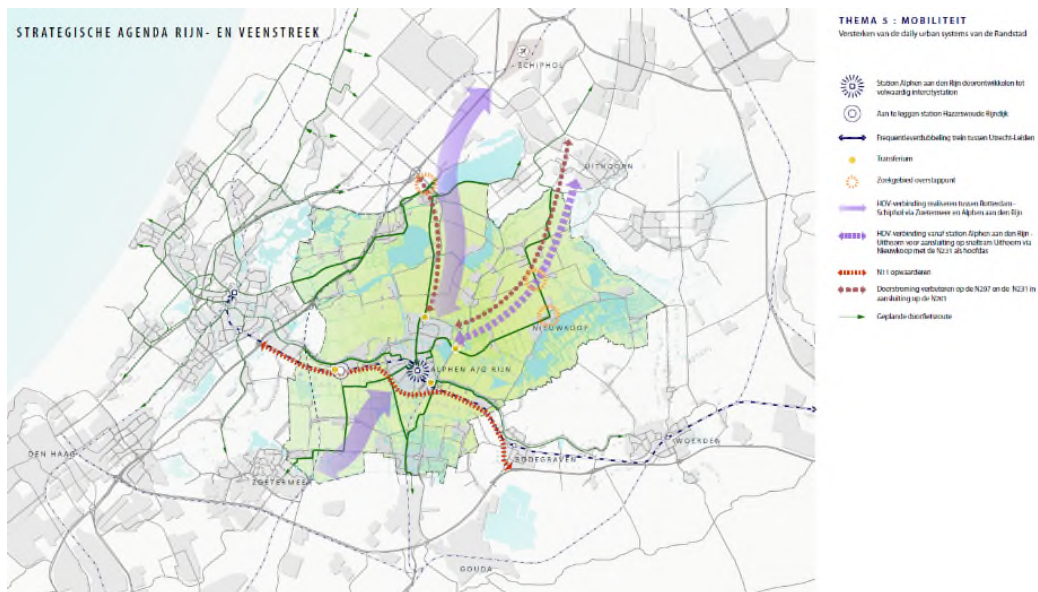 STRATEGISCHE AGENDA RIJN- EN VEENSTREEK
THEMA 5 : MOBILITEIT
Versterken van de daily urban systems van de Randstad
Station Alphen aan den Rijn doorontwikkelen tot
volwaardig intercitystation
Aan te leggen station Hazerswoude Rijndijk
Frequentieverdubbeling trein tussen Utrecht-Leiden
Transferium
Zoekgebied overstappunt
HOV-verbinding realiseren tussen Rotterdam -
Schiphol via Zoetermeer en Alphen aan den Rijn
HOV-verbinding vanaf station Alphen aan den Rijn -
Uithoorn voor aansluiting op sneltram Uithoorn via
Nieuwkoop met de N231 als hoofdas
N11 opwaarderen
Doorstroming verbeteren op de N207 en de N231 in
aansluiting op de N201
Geplande doorfietsroute
SCHIPHOL
UITHOORN
NIEUWKOOP
ALPHEN A/D RIJN
WOERDEN
BODEGRAVEN
DEN HAAG
ZOETERMEER
GOUDA